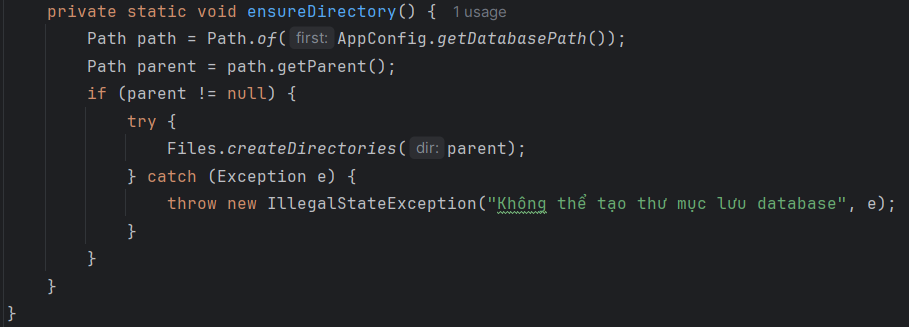 private static void ensureDirectory() { 1 usage
Path path = Path.of( first: AppConfig.getDatabasePath());
Path parent = path.getParent();
if (parent != null) {
try {
Files.createDirectories( dir: parent);
} catch (Exception e) {
throw new IllegalStateException("Không thể tạo thư mục lưu database", e);
}
}
}
}